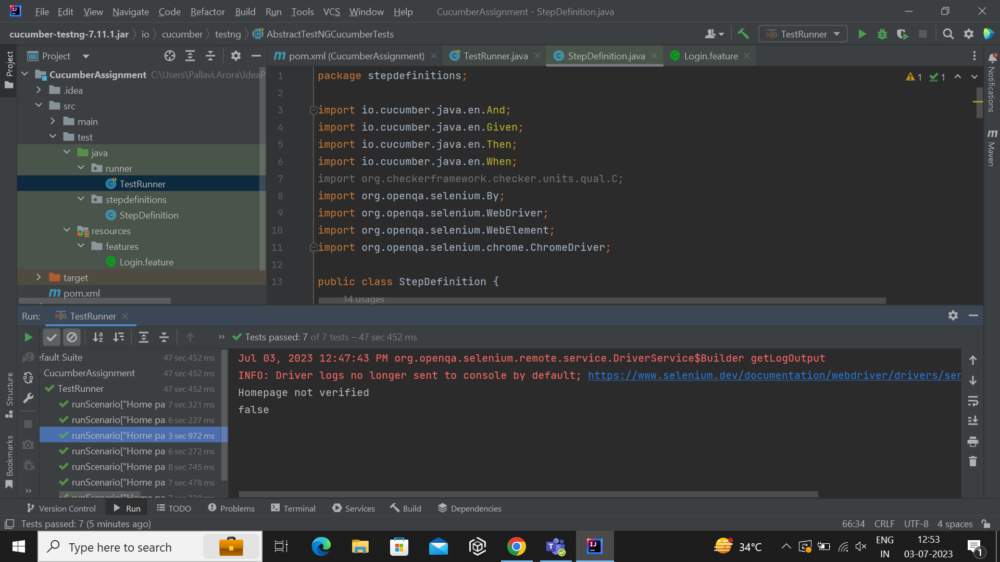 File Edit View Navigate Code Refactor Build Run Tools VCS Window Help CucumberAssignment - StepDefinition.java
cucumber-testng-7.11.1.jar io cucumber testng AbstractTestNGCucumberTests TestRunner
Project
Project
pom.xml (CucumberAssignment) TestRunner.java StepDefinition.java Login.feature
CucumberAssignment C:\Users\Pallavi.Arora\IdeaP
.idea
src
main
test
java
runner
TestRunner
stepdefinitions
StepDefinition
resources
features
Login.feature
target
pom.xml
1 package stepdefinitions;
2
3 import io.cucumber.java.en.And;
4 import io.cucumber.java.en.Given;
5 import io.cucumber.java.en.Then;
6 import io.cucumber.java.en.When;
7 import org.checkerframework.checker.units.qual.C;
8 import org.openqa.selenium.By;
9 import org.openqa.selenium.WebDriver;
10 import org.openqa.selenium.WebElement;
11 import org.openqa.selenium.chrome.ChromeDriver;
12
13 public class StepDefinition {
14 usages
1 1
Notifications
Maven
Run: TestRunner
Tests passed: 7 of 7 tests – 47 sec 452 ms
efault Suite 47 sec 452 ms
CucumberAssignment 47 sec 452 ms
TestRunner 47 sec 452 ms
runScenario["Home pa 7 sec 321 ms
runScenario["Home pa 6 sec 227 ms
runScenario["Home pa 3 sec 972 ms
runScenario["Home pa 6 sec 272 ms
runScenario["Home pa 8 sec 745 ms
runScenario["Home pa 7 sec 478 ms
Jul 03, 2023 12:47:43 PM org.openqa.selenium.remote.service.DriverService$Builder getLogOutput
INFO: Driver logs no longer sent to console by default; https://www.selenium.dev/documentation/webdriver/drivers/ser
Homepage not verified
false
Structure
Bookmarks
Version Control Run TODO Problems Terminal Services Build Dependencies
Tests passed: 7 (5 minutes ago) 66:34 CRLF UTF-8 4 spaces
Type here to search
34°C
ENG
IN
12:53
03-07-2023
1